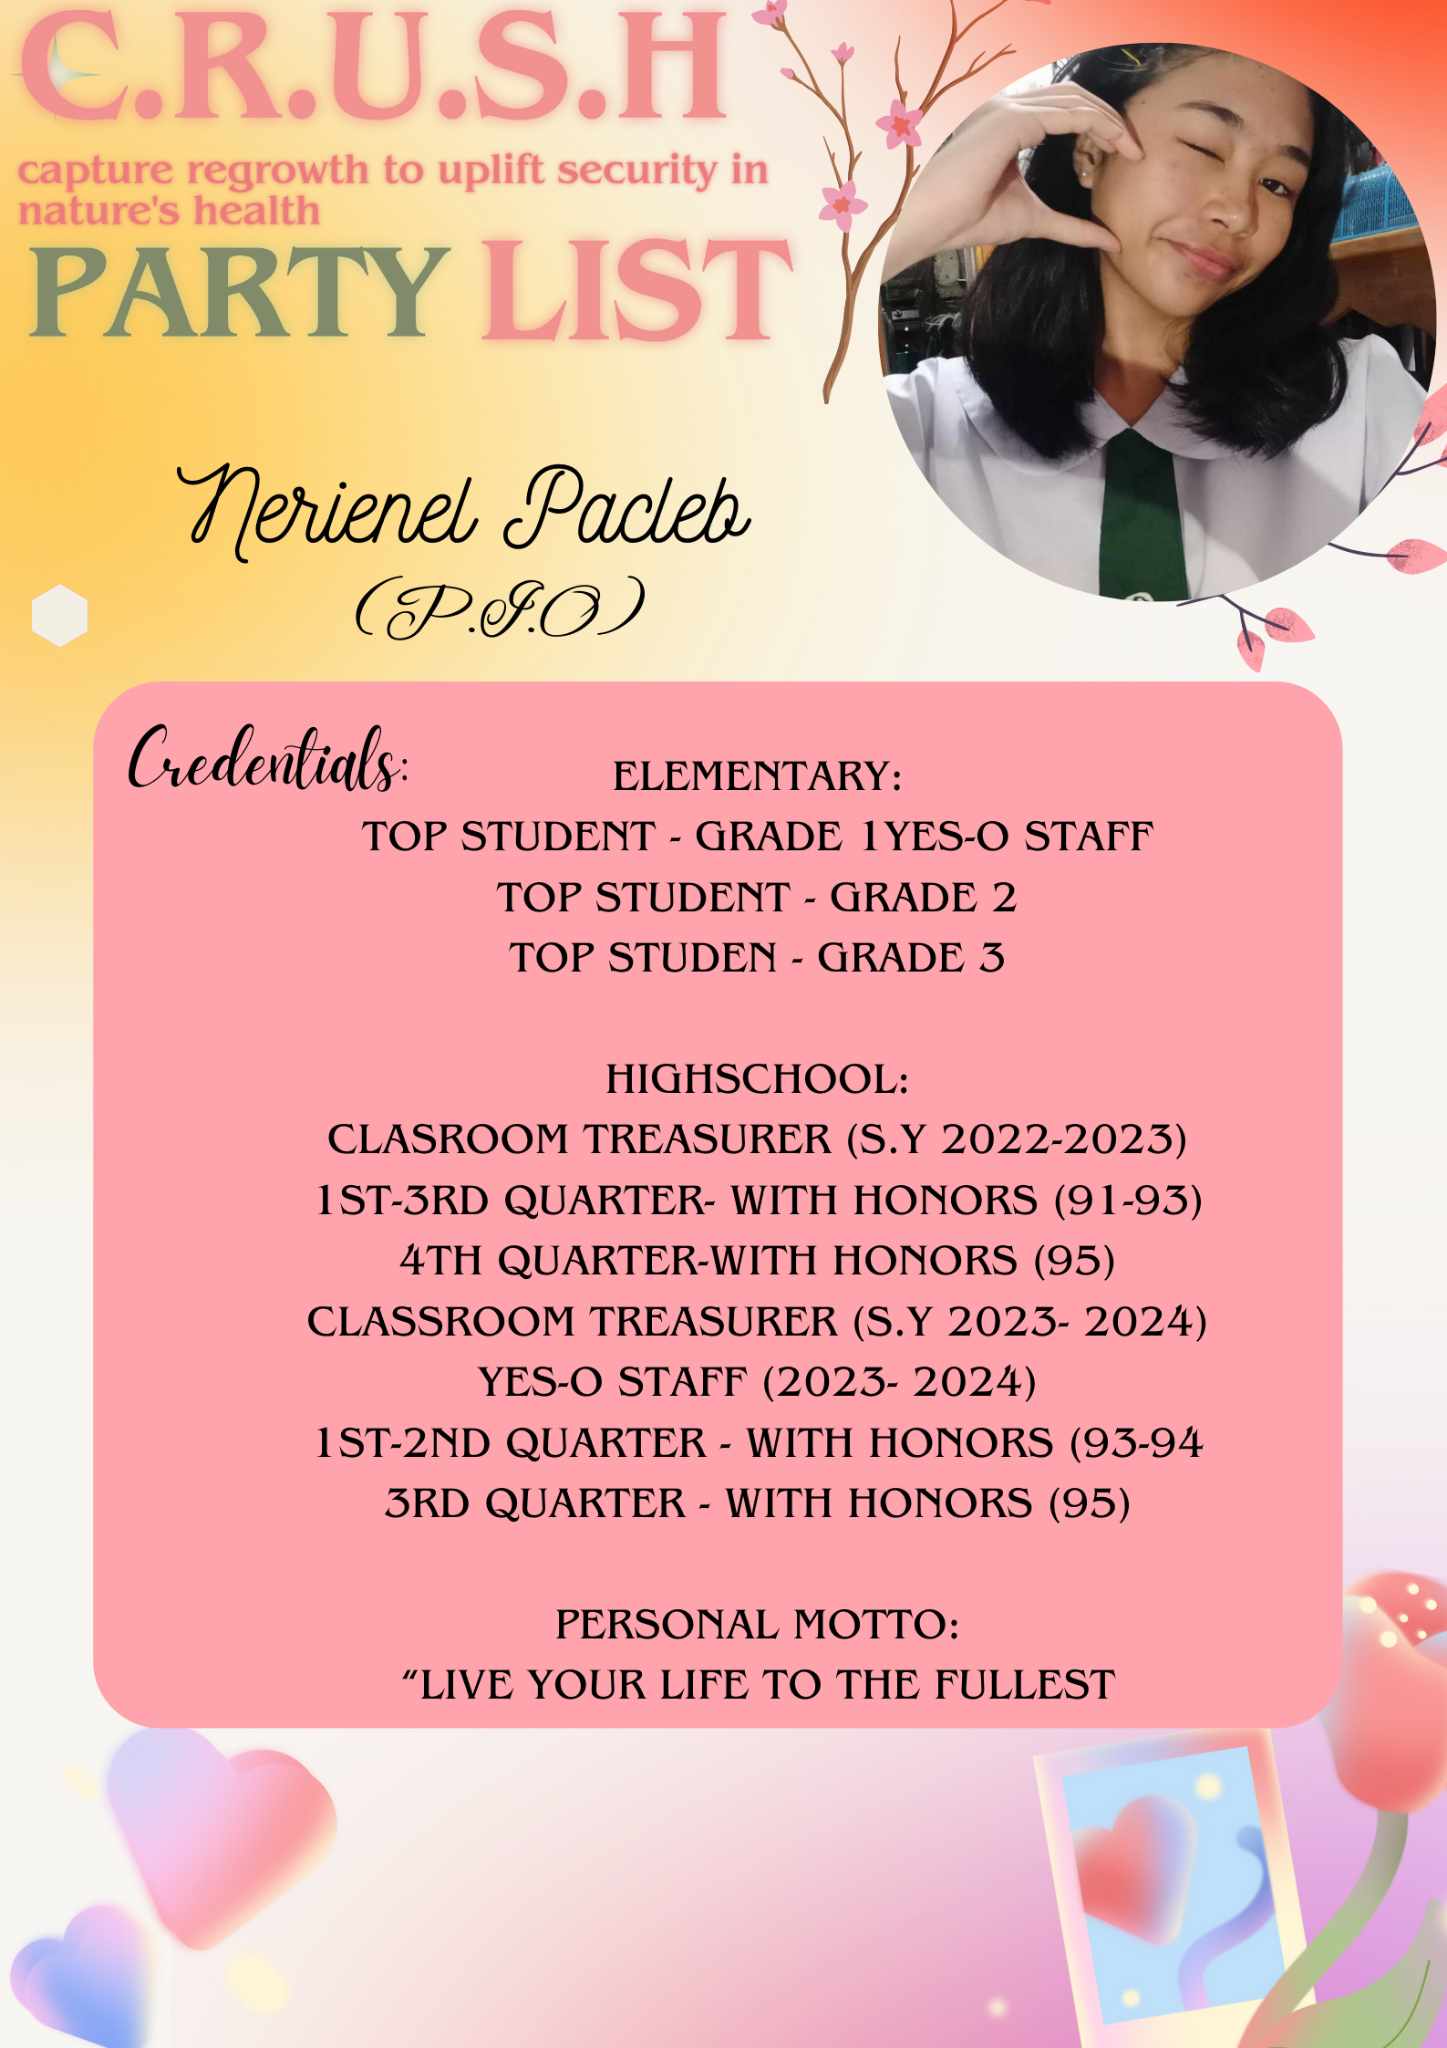 C.R.U.S.H
capture regrowth to uplift security in
nature's health
PARTY LIST
Nerienel Pacleb
(P.I.O)
Credentials:
ELEMENTARY:
TOP STUDENT - GRADE 1YES-O STAFF
TOP STUDENT - GRADE 2
TOP STUDEN - GRADE 3
HIGHSCHOOL:
CLASROOM TREASURER (S.Y 2022-2023)
1ST-3RD QUARTER- WITH HONORS (91-93)
4TH QUARTER-WITH HONORS (95)
CLASSROOM TREASURER (S.Y 2023- 2024)
YES-O STAFF (2023- 2024)
1ST-2ND QUARTER - WITH HONORS (93-94
3RD QUARTER - WITH HONORS (95)
PERSONAL MOTTO:
“LIVE YOUR LIFE TO THE FULLEST